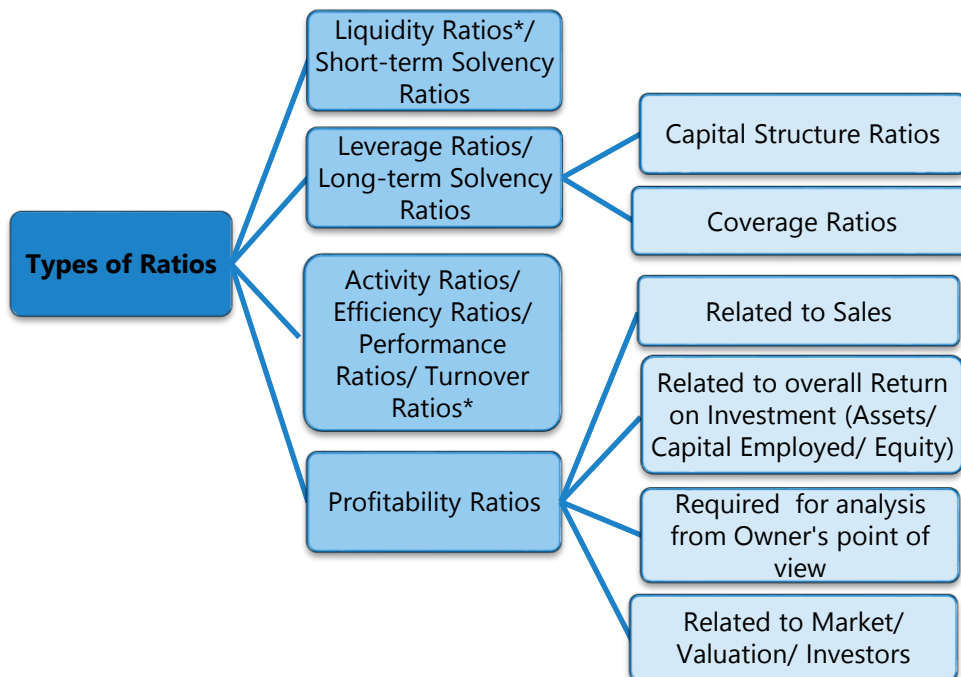 Types of Ratios
Liquidity Ratios*/
Short-term Solvency
Ratios
Leverage Ratios/
Long-term Solvency
Ratios
Capital Structure Ratios
Coverage Ratios
Activity Ratios/
Efficiency Ratios/
Performance
Ratios/ Turnover
Ratios*
Profitability Ratios
Related to Sales
Related to overall Return
on Investment (Assets/
Capital Employed/ Equity)
Required for analysis
from Owner's point of
view
Related to Market/
Valuation/ Investors